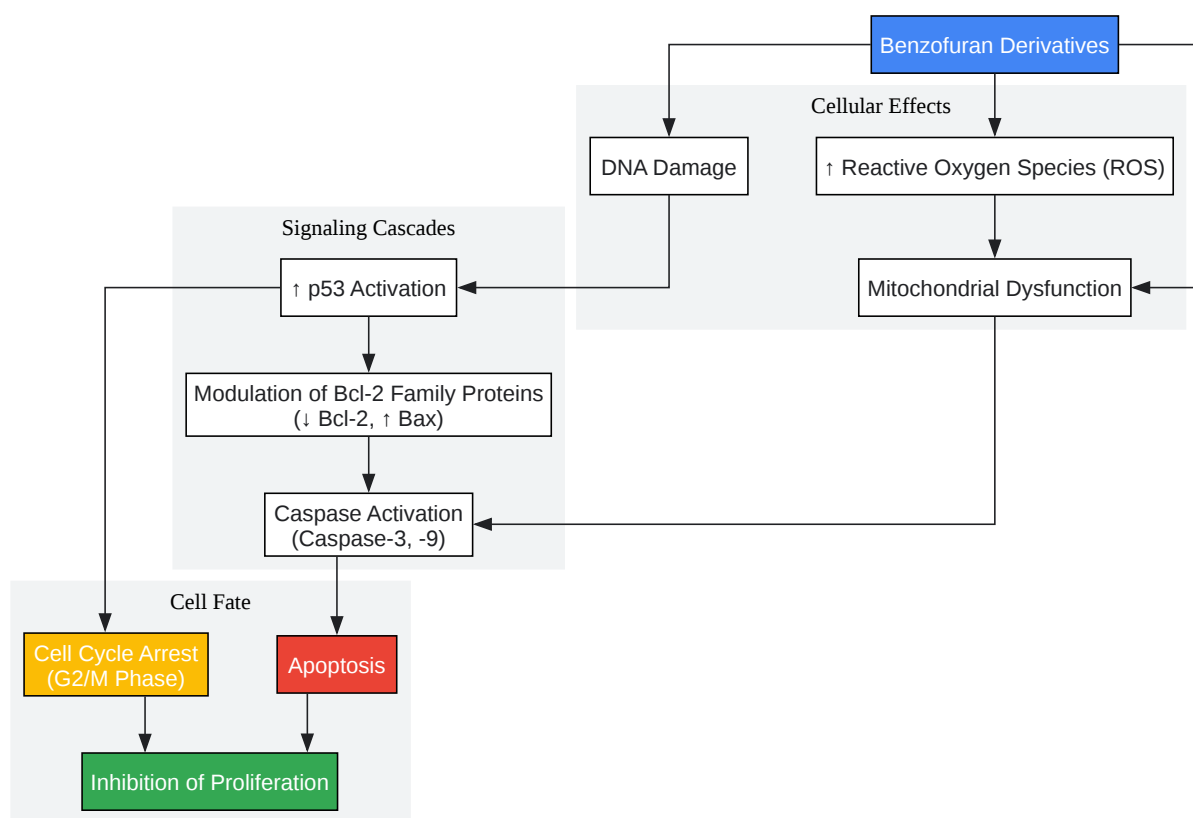 Benzofuran Derivatives
Cellular Effects
DNA Damage
↑ Reactive Oxygen Species (ROS)
Signaling Cascades
↑ p53 Activation
Mitochondrial Dysfunction
Modulation of Bcl-2 Family Proteins
(↓ Bcl-2, ↑ Bax)
Caspase Activation
(Caspase-3, -9)
Cell Fate
Cell Cycle Arrest
(G2/M Phase)
Apoptosis
Inhibition of Proliferation